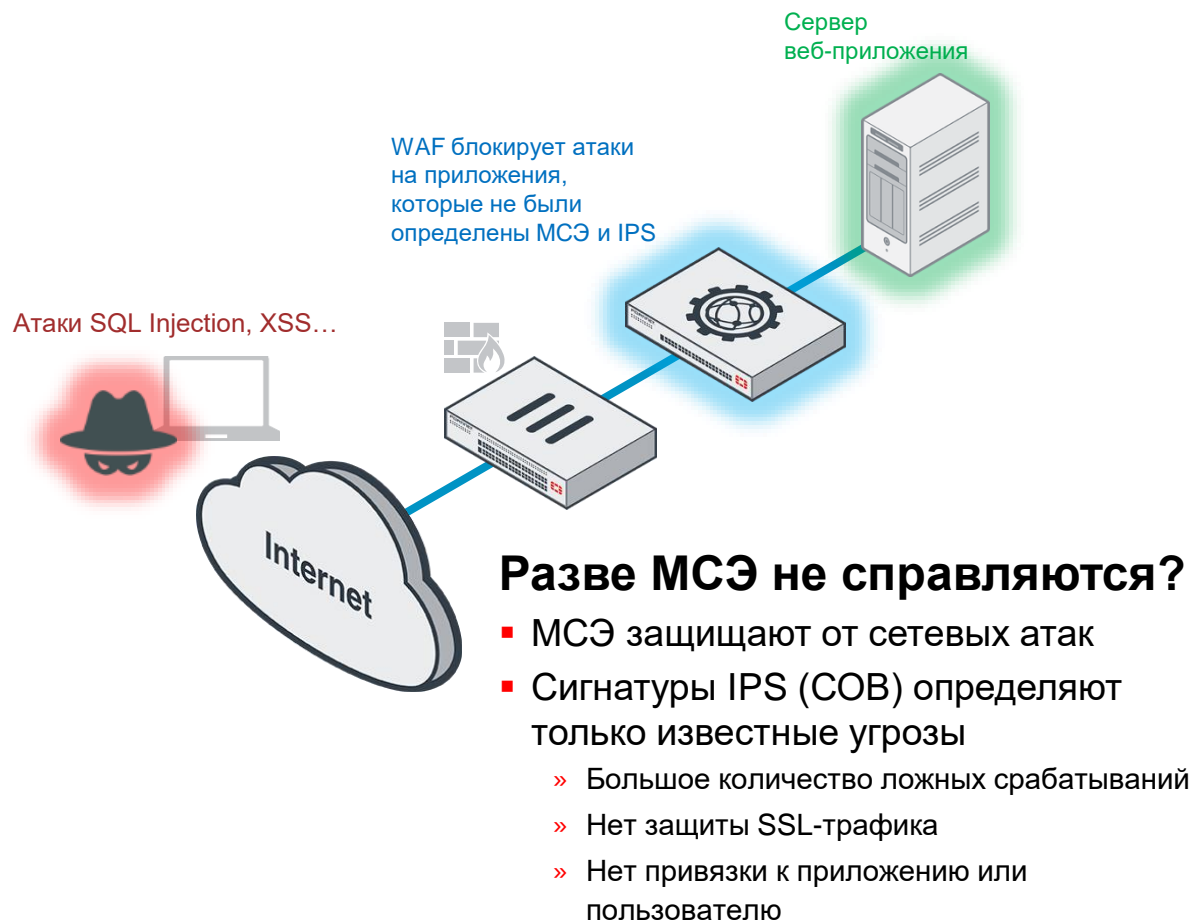 Сервер
веб-приложения
WAF блокирует атаки
на приложения,
которые не были
определены МСЭ и IPS
Атаки SQL Injection, XSS…
Internet
Разве МСЭ не справляются?
▪ МСЭ защищают от сетевых атак
▪ Сигнатуры IPS (СОВ) определяют
только известные угрозы
» Большое количество ложных срабатываний
» Нет защиты SSL-трафика
» Нет привязки к приложению или
пользователю